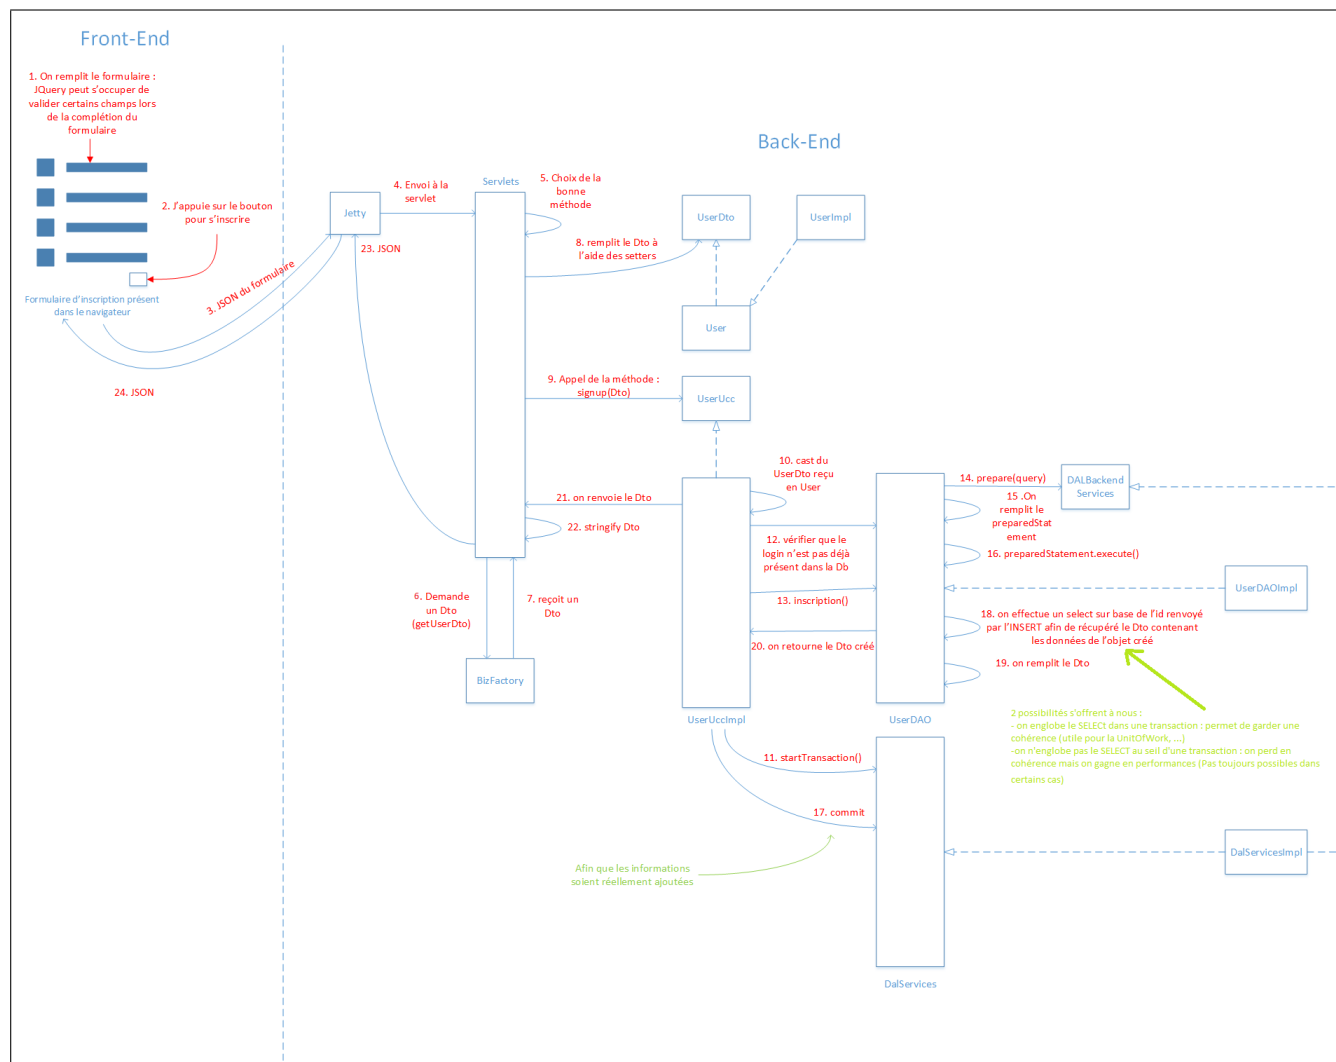 Front-End
1. On remplit le formulaire :
JQuery peut s'occuper de
valider certains champs lors
de la complétion du
formulaire
2. J'appuie sur le bouton
pour s'inscrire
Formulaire d'inscription présent
dans le navigateur
3. JSON du formulaire
24. JSON
Back-End
Jetty
4. Envoi à la
servlet
23. JSON
Servlets
5. Choix de la
bonne
méthode
8. remplit le Dto à
l'aide des setters
UserDto
UserImpl
User
9. Appel de la méthode :
signup(Dto)
UserUcc
10. cast du
UserDto reçu
en User
21. on renvoie le Dto
22. stringify Dto
12. vérifier que le
login n'est pas déjà
présent dans la Db
13. inscription()
20. on retourne le Dto créé
14. prepare(query)
DALBackend
Services
15 .On
remplit le
preparedStat
ement
16. preparedStatement.execute()
UserDAOImpl
18. on effectue un select sur base de l'id renvoyé
par l'INSERT afin de récupéré le Dto contenant
les données de l'objet créé
19. on remplit le Dto
6. Demande
un Dto
(getUserDto)
7. reçoit un
Dto
BizFactory
UserUccImpl
UserDAO
2 possibilités s'offrent à nous :
- on englobe le SELECt dans une transaction : permet de garder une
cohérence (utile pour la UnitOfWork, ...)
-on n'englobe pas le SELECT au seil d'une transaction : on perd en
cohérence mais on gagne en performances (Pas toujours possibles dans
certains cas)
11. startTransaction()
17. commit
Afin que les informations
soient réellement ajoutées
DalServicesImpl
DalServices